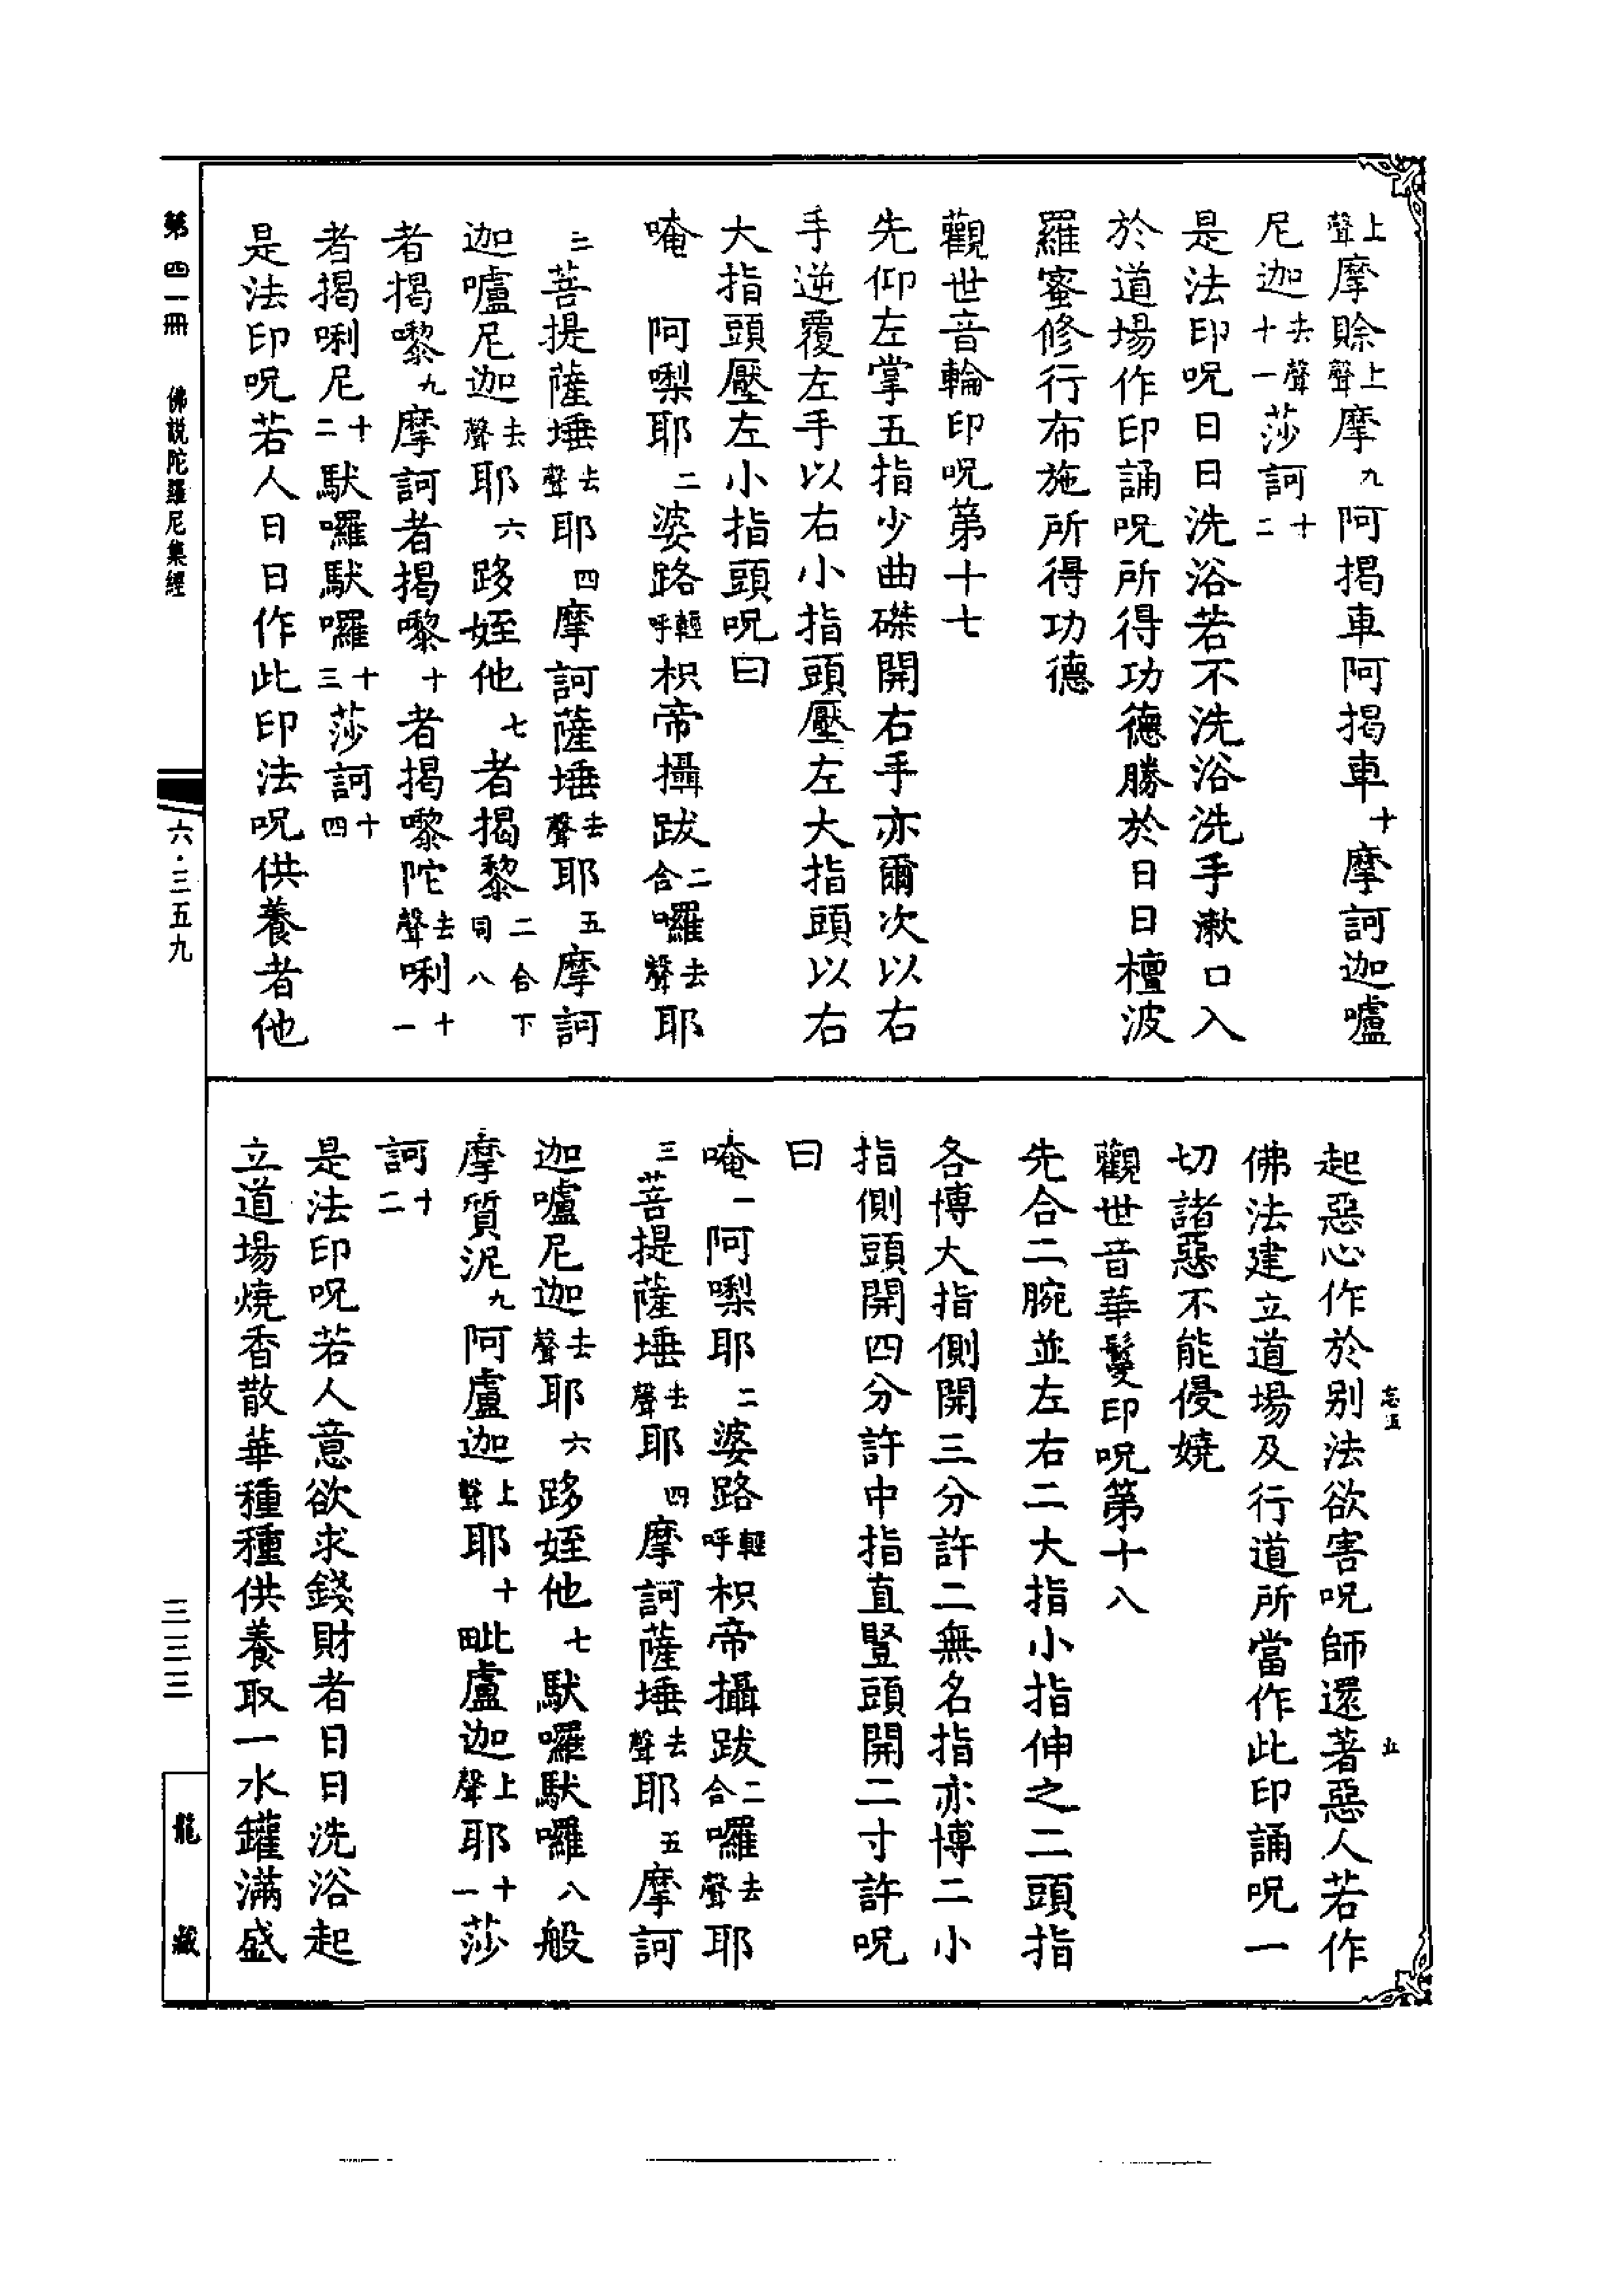 上聲摩賒上聲摩九阿揭車阿揭車十摩訶迦嚧
尼迦去聲十一莎訶十二
是法印呪日日洗浴若不洗浴洗手漱口入
於道場作印誦呪所得功德勝於日日檀波
羅蜜修行布施所得功德
觀世音輪印呪第十七
先仰左掌五指少曲磔開右手亦爾次以右
手逆覆左手以右小指頭壓左大指頭以右
大指頭壓左小指頭呪曰
唵 阿㗚耶二婆路輕呼枳帝攝跋二合囉去聲耶
三菩提薩埵去聲耶四摩訶薩埵去聲耶五摩訶
迦嚧尼迦去聲耶六跢姪他七者揭黎二合下同八
者揭嚟九摩訶者揭嚟十者揭嚟陀去聲唎十一
者揭唎尼十二馱囉馱囉十三莎訶十四
是法印呪若人日日作此印法呪供養者他
起惡心作於別法欲害呪師還著惡人若作
佛法建立道場及行道所當作此印誦呪一
切諸惡不能侵嬈
觀世音華鬘印呪第十八
先合二腕並左右二大指小指伸之二頭指
各博大指側開三分許二無名指亦博二小
指側頭開四分許中指直豎頭開二寸許呪
曰
唵一阿㗚耶二婆路輕呼枳帝攝跋二合囉去聲耶
三菩提薩埵去聲耶四摩訶薩埵去聲耶五摩訶
迦嚧尼迦去聲耶六跢姪他七馱囉馱囉八般
摩質泥九阿盧迦上聲耶十毗盧迦上聲耶十一莎
訶十二
是法印呪若人意欲求錢財者日日洗浴起
立道場燒香散華種種供養取一水罐滿盛
第四一冊 佛說陀羅尼集經
六·三五九
三三三
龍藏